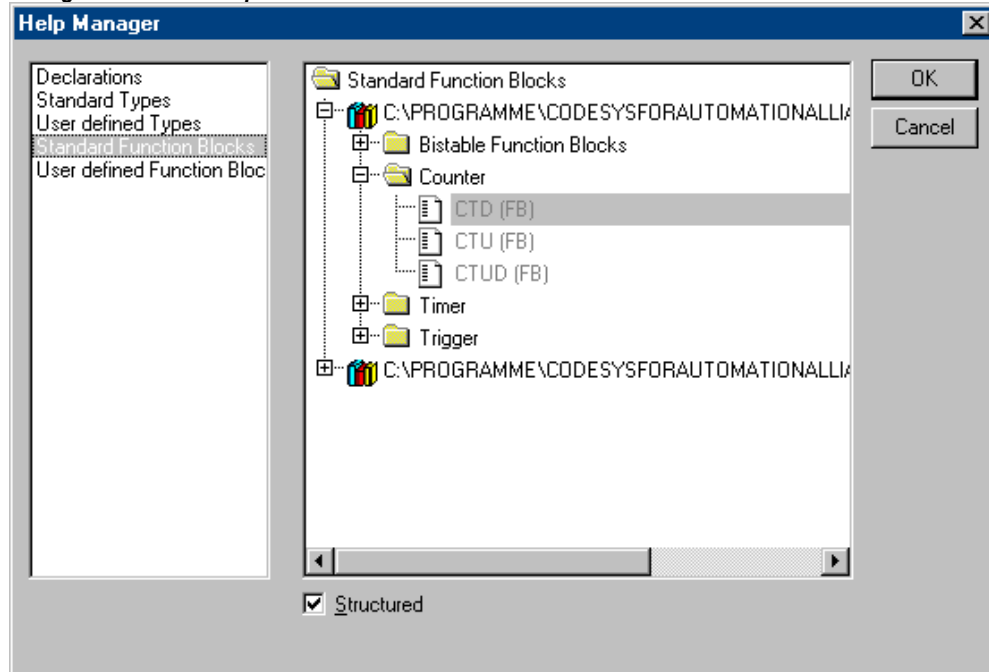 Help Manager
Declarations
Standard Types
User defined Types
Standard Function Blocks
User defined Function Bloc
Standard Function Blocks
C:\PROGRAMME\CODESYSFORAUTOMATIONALLIA
Bistable Function Blocks
Counter
CTD (FB)
CTU (FB)
CTUD (FB)
Timer
Trigger
C:\PROGRAMME\CODESYSFORAUTOMATIONALLIA
OK
Cancel
Structured